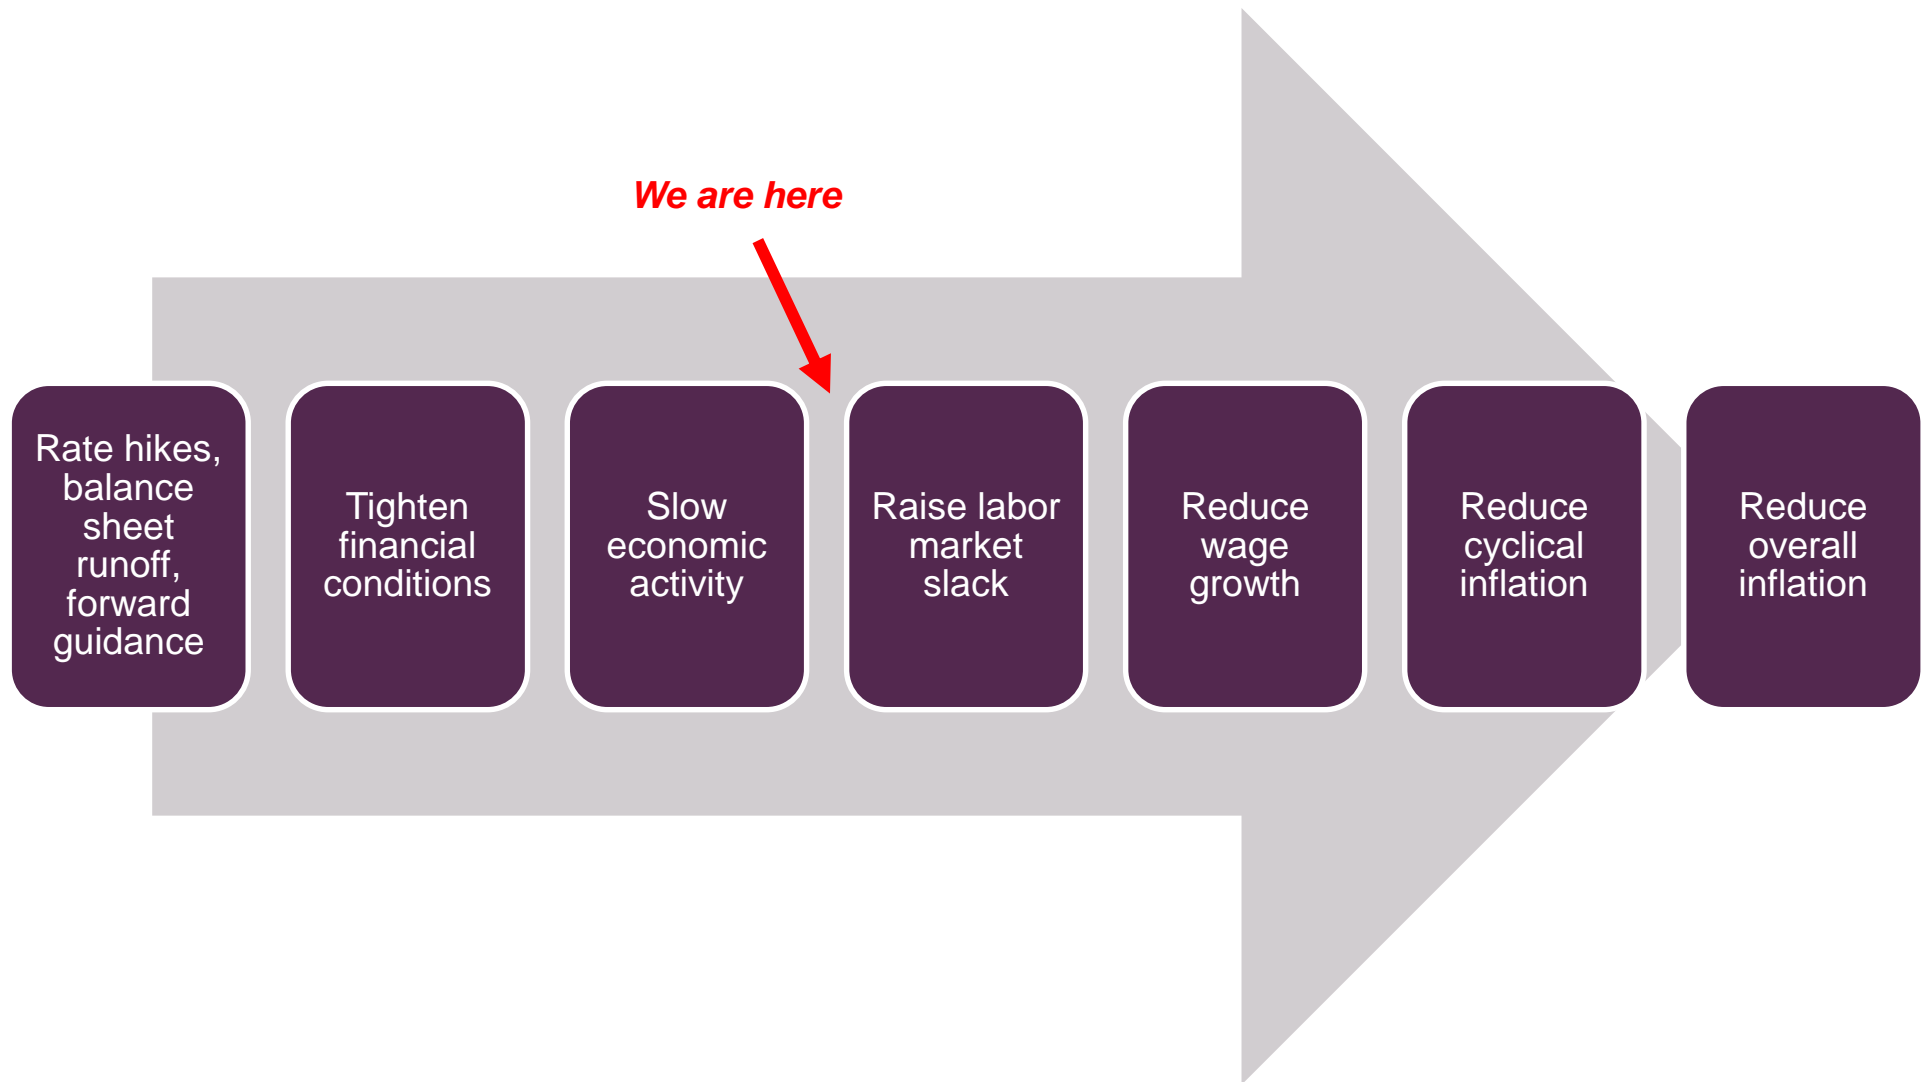 We are here
Rate hikes,
balance
sheet
runoff,
forward
guidance
Tighten
financial
conditions
Slow
economic
activity
Raise labor
market
slack
Reduce
wage
growth
Reduce
cyclical
inflation
Reduce
overall
inflation